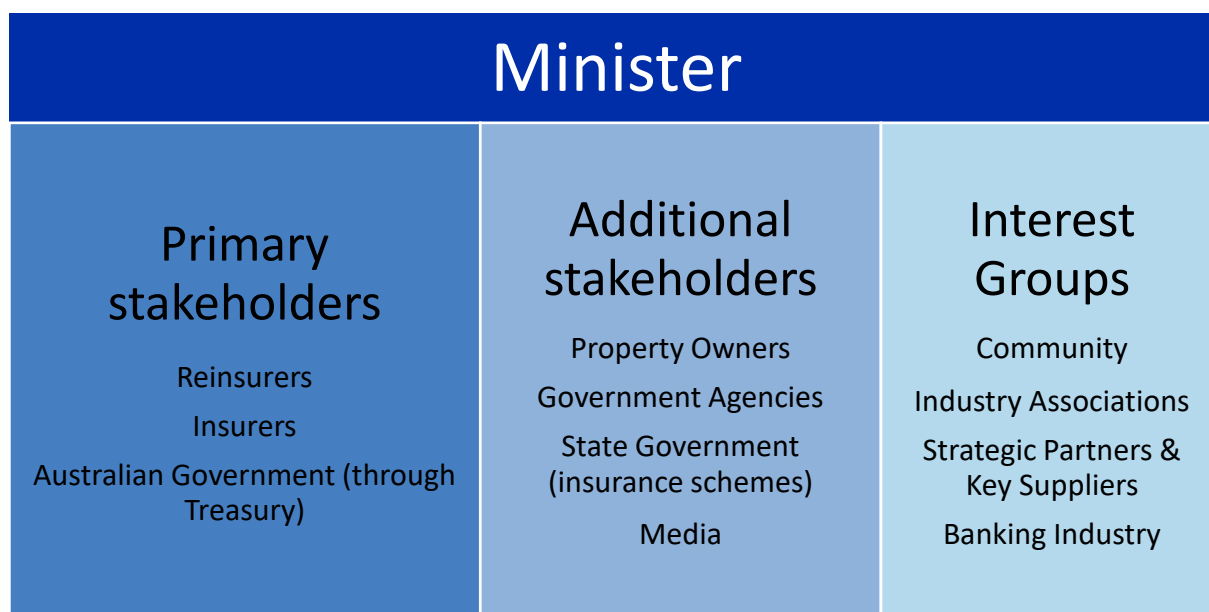 Minister
Primary
stakeholders
Reinsurers
Insurers
Australian Government (through
Treasury)
Additional
stakeholders
Property Owners
Government Agencies
State Government
(insurance schemes)
Media
Interest
Groups
Community
Industry Associations
Strategic Partners &
Key Suppliers
Banking Industry